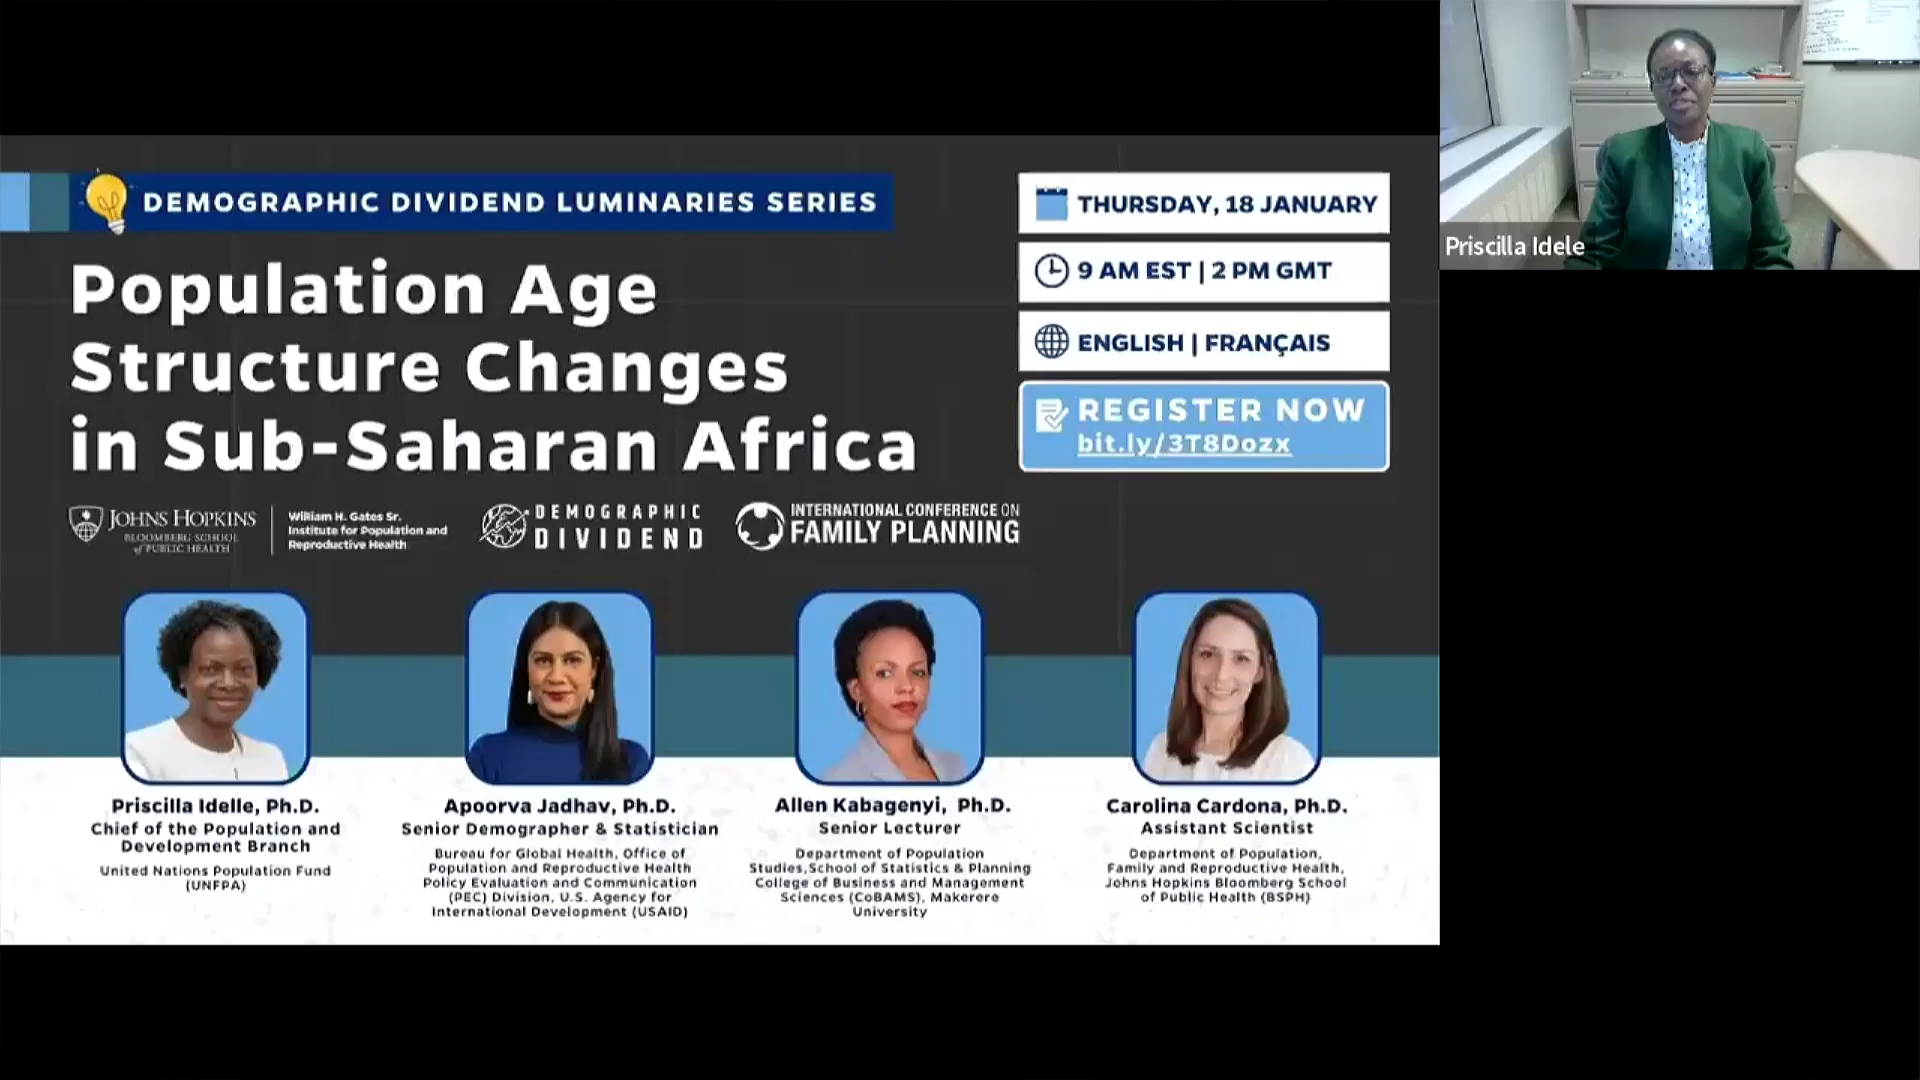 DEMOGRAPHIC DIVIDEND LUMINARIES SERIES
Population Age
Structure Changes
in Sub-Saharan Africa
THURSDAY, 18 JANUARY
9 AM EST | 2 PM GMT
ENGLISH | FRANÇAIS
REGISTER NOW
bit.ly/3T8Dozx
JOHNS HOPKINS
BLOOMBERG SCHOOL
of PUBLIC HEALTH
William H. Gates Sr.
Institute for Population and
Reproductive Health
DEMOGRAPHIC
DIVIDEND
INTERNATIONAL CONFERENCE ON
FAMILY PLANNING
Priscilla Idelle, Ph.D.
Chief of the Population and
Development Branch
United Nations Population Fund
(UNFPA)
Apoorva Jadhav, Ph.D.
Senior Demographer & Statistician
Bureau for Global Health, Office of
Population and Reproductive Health
Policy Evaluation and Communication
(PEC) Division, U.S. Agency for
International Development (USAID)
Allen Kabagenyi, Ph.D.
Senior Lecturer
Department of Population
Studies,School of Statistics & Planning
College of Business and Management
Sciences (CoBAMS), Makerere
University
Carolina Cardona, Ph.D.
Assistant Scientist
Department of Population,
Family and Reproductive Health,
Johns Hopkins Bloomberg School
of Public Health (BSPH)
Priscilla Idele